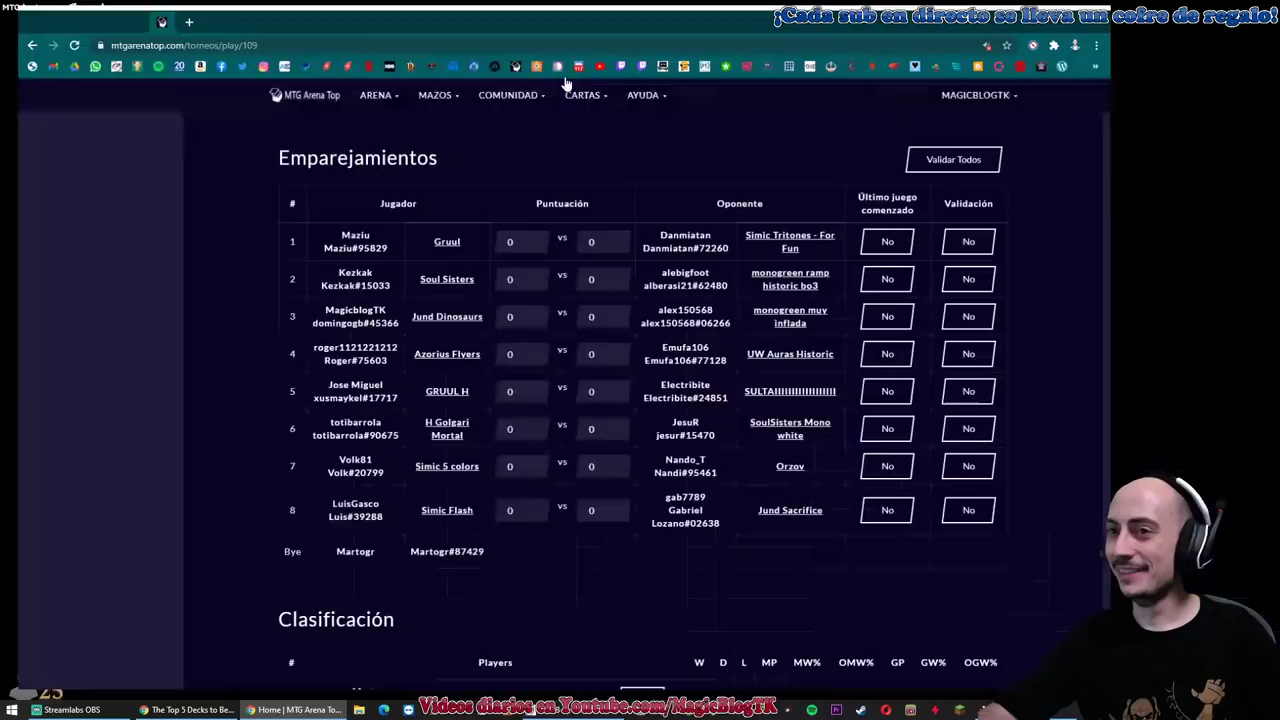 ¡Cada sub en directo se lleva un cofre de regalo!
mtgarenatop.com/torneos/play/109
MTG Arena Top ARENA MAZOS COMUNIDAD CARTAS AYUDA MAGICBLOGTK
Emparejamientos
Validar Todos
# Jugador Puntuación Oponente Último juego comenzado Validación
1 Maziu Maziu#95829 Gruul 0 vs 0 Danmiatan Danmiatan#72260 Simic Tritones - For Fun No No
2 Kezkak Kezkak#15033 Soul Sisters 0 vs 0 alebigfoot alberasi21#62480 monogreen ramp historic bo3 No No
3 MagicblogTK domingogb#45366 Jund Dinosaurs 0 vs 0 alex150568 alex150568#06266 monogreen muy inflada No No
4 roger1121221212 Roger#75603 Azorius Flyers 0 vs 0 Emufa106 Emufa106#77128 UW Auras Historic No No
5 Jose Miguel xusmaykel#17717 GRUUL H 0 vs 0 Electribite Electribite#24851 SULTAIIIIIIIIIIIIIIIIII No No
6 totibarrola totibarrola#90675 H Golgari Mortal 0 vs 0 JesuR jesur#15470 SoulSisters Mono white No No
7 Volk81 Volk#20799 Simic 5 colors 0 vs 0 Nando_T Nandi#95461 Orzov No No
8 LuisGasco Luis#39288 Simic Flash 0 vs 0 gab7789 Gabriel Lozano#02638 Jund Sacrifice No No
Bye Martogr Martogr#87429
Clasificación
# Players W D L MP MW% OMW% GP GW% OGW%
25
Streamlabs OBS The Top 5 Decks to Be... Home | MTG Arena To...
Videos diarios en Youtube.com/MagicBlogTK